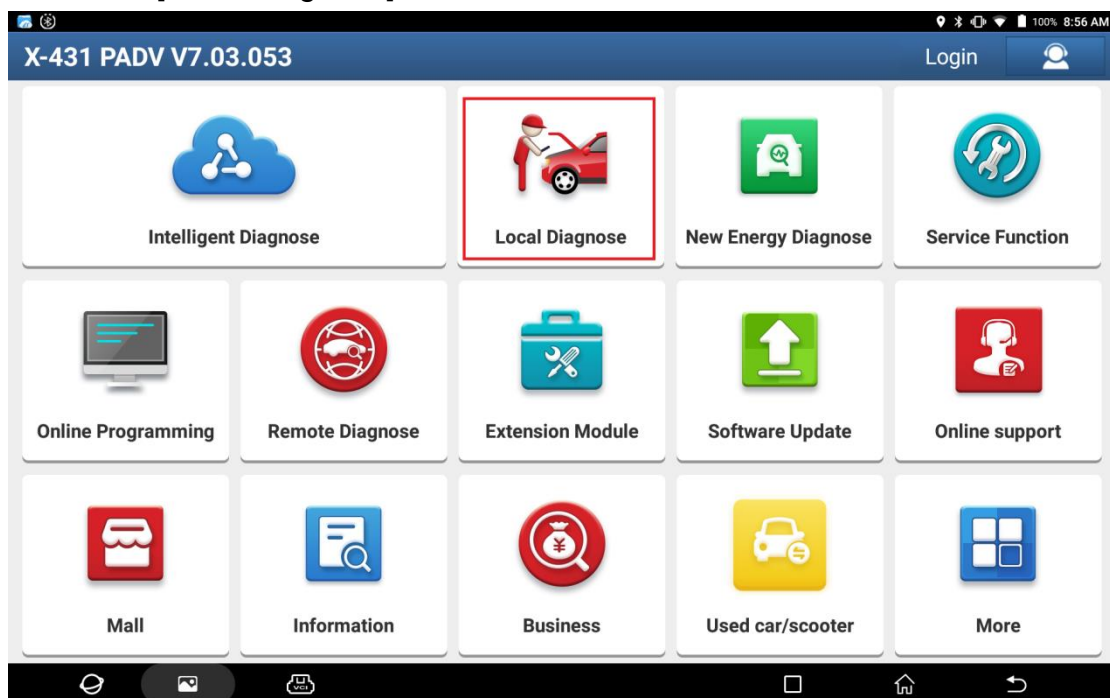 100% 8:56 AM
X-431 PADV V7.03.053
Login
Intelligent Diagnose
Local Diagnose
New Energy Diagnose
Service Function
Online Programming
Remote Diagnose
Extension Module
Software Update
Online support
Mall
Information
Business
Used car/scooter
More
VCI